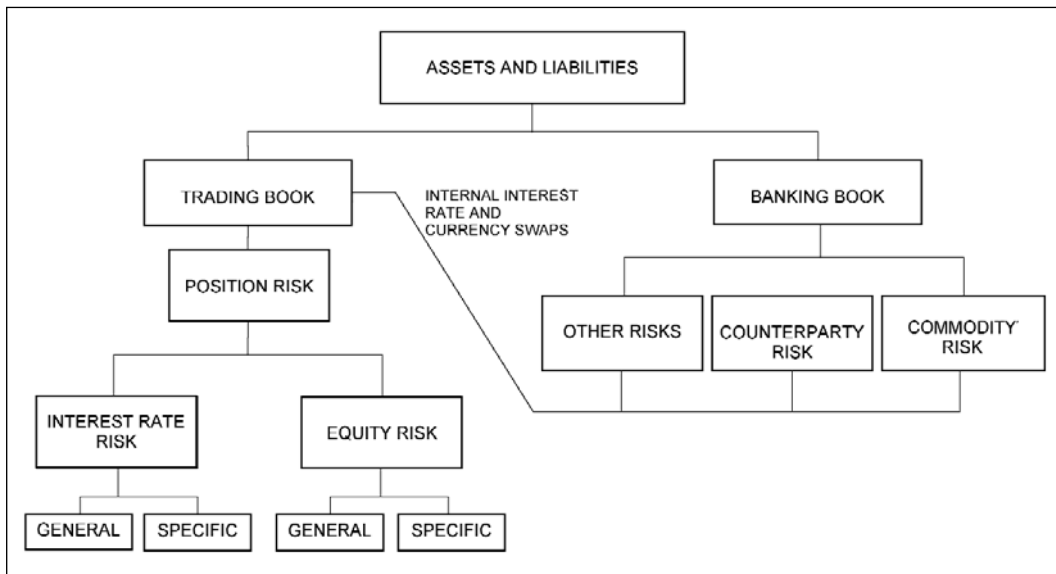 ASSETS AND LIABILITIES
TRADING BOOK
INTERNAL INTEREST
RATE AND
CURRENCY SWAPS
BANKING BOOK
POSITION RISK
OTHER RISKS
COUNTERPARTY
RISK
COMMODITY
RISK
INTEREST RATE
RISK
EQUITY RISK
GENERAL
SPECIFIC
GENERAL
SPECIFIC